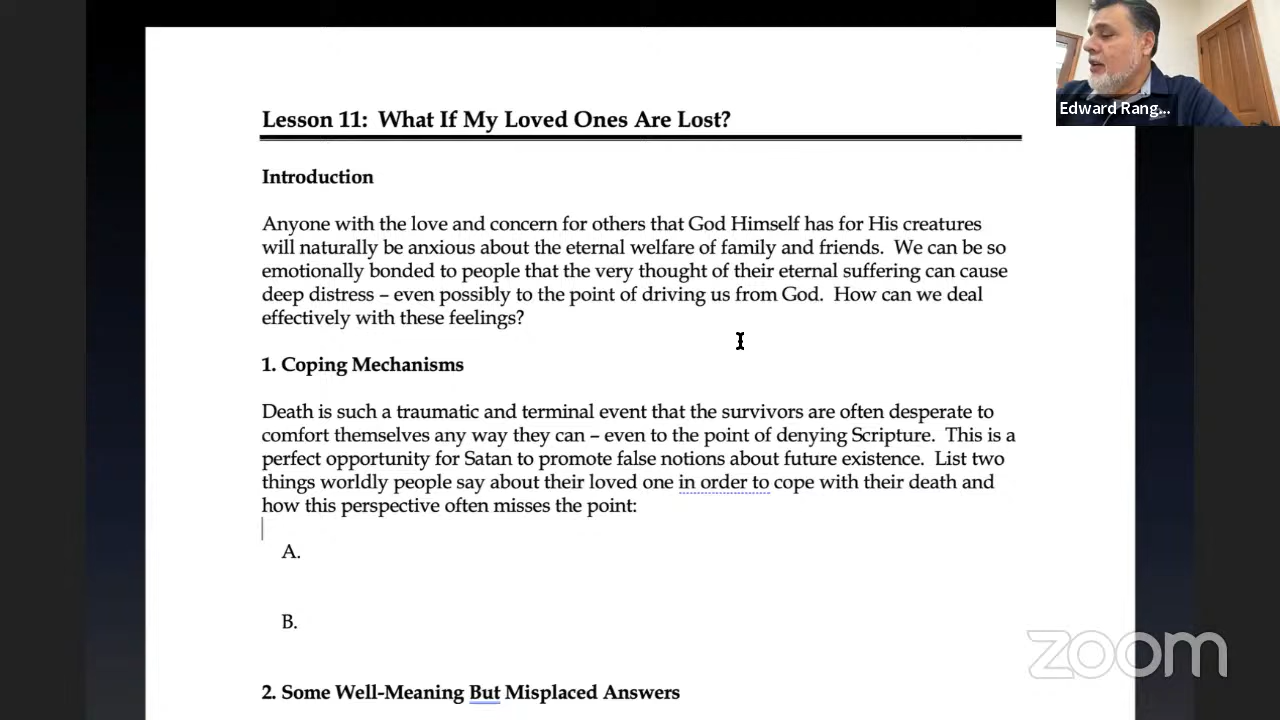 Edward Rang...
Lesson 11: What If My Loved Ones Are Lost?
Introduction
Anyone with the love and concern for others that God Himself has for His creatures
will naturally be anxious about the eternal welfare of family and friends. We can be so
emotionally bonded to people that the very thought of their eternal suffering can cause
deep distress – even possibly to the point of driving us from God. How can we deal
effectively with these feelings?
1. Coping Mechanisms
Death is such a traumatic and terminal event that the survivors are often desperate to
comfort themselves any way they can – even to the point of denying Scripture. This is a
perfect opportunity for Satan to promote false notions about future existence. List two
things worldly people say about their loved one in order to cope with their death and
how this perspective often misses the point:
A.
B.
zoom
2. Some Well-Meaning But Misplaced Answers